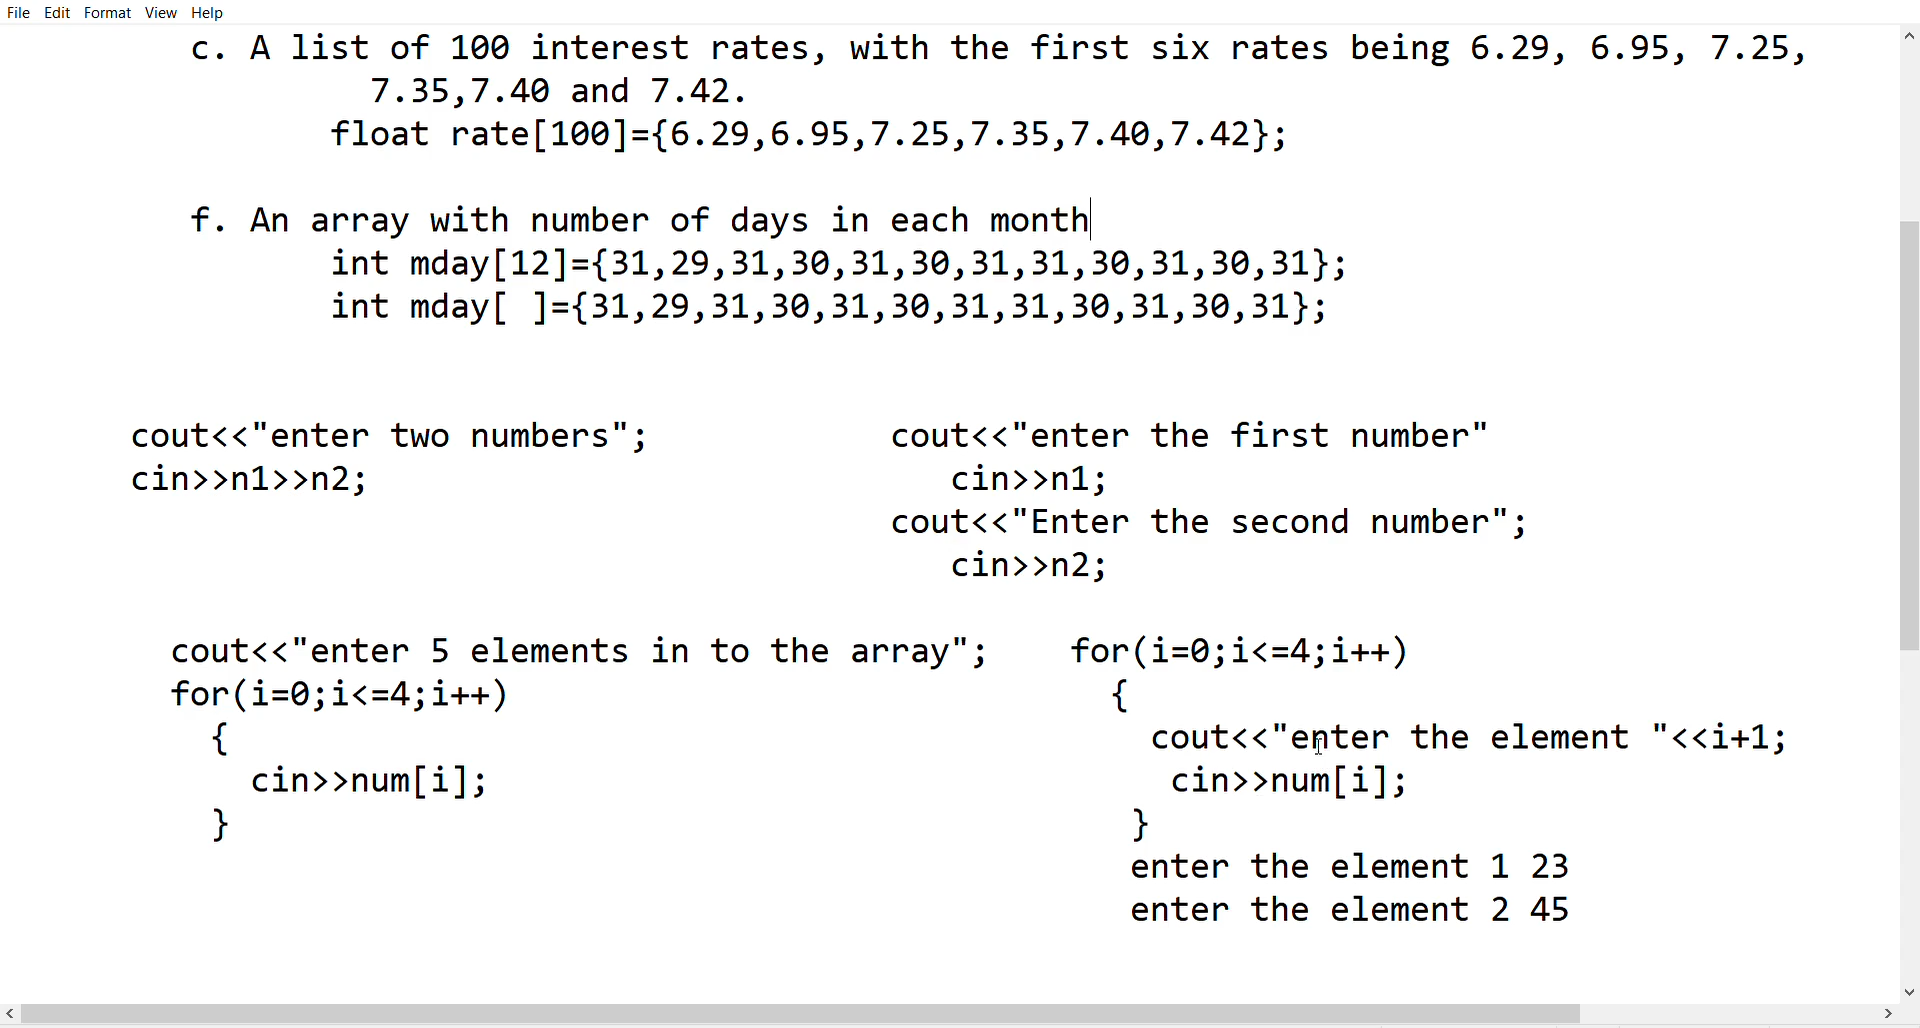 File Edit Format View Help
c. A list of 100 interest rates, with the first six rates being 6.29, 6.95, 7.25,
7.35,7.40 and 7.42.
float rate[100]={6.29,6.95,7.25,7.35,7.40,7.42};
f. An array with number of days in each month
int mday[12]={31,29,31,30,31,30,31,31,30,31,30,31};
int mday[ ]={31,29,31,30,31,30,31,31,30,31,30,31};
cout<<"enter two numbers";
cin>>n1>>n2;
cout<<"enter the first number"
cin>>n1;
cout<<"Enter the second number";
cin>>n2;
cout<<"enter 5 elements in to the array";
for(i=0;i<=4;i++)
{
cin>>num[i];
}
for(i=0;i<=4;i++)
{
cout<<"enter the element "<<i+1;
cin>>num[i];
}
enter the element 1 23
enter the element 2 45